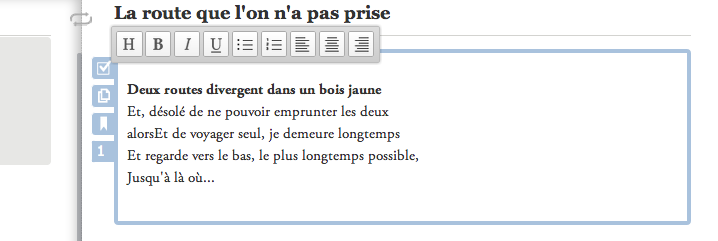 La route que l'on n'a pas prise
H B I U
Deux routes divergent dans un bois jaune
Et, désolé de ne pouvoir emprunter les deux
alorsEt de voyager seul, je demeure longtemps
1
Et regarde vers le bas, le plus longtemps possible,
Jusqu'à là où...